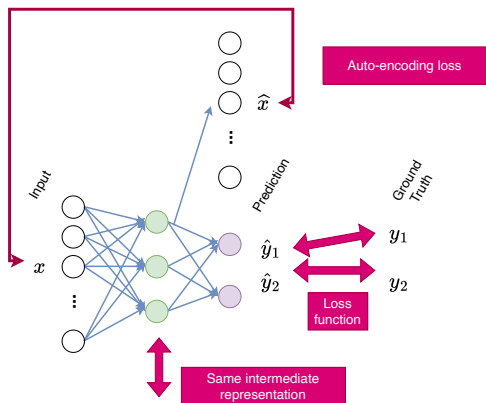 Auto-encoding loss
x̂
...
Input
Prediction
Ground
Truth
x
ŷ₁
y₁
ŷ₂
y₂
...
Loss
function
Same intermediate
representation